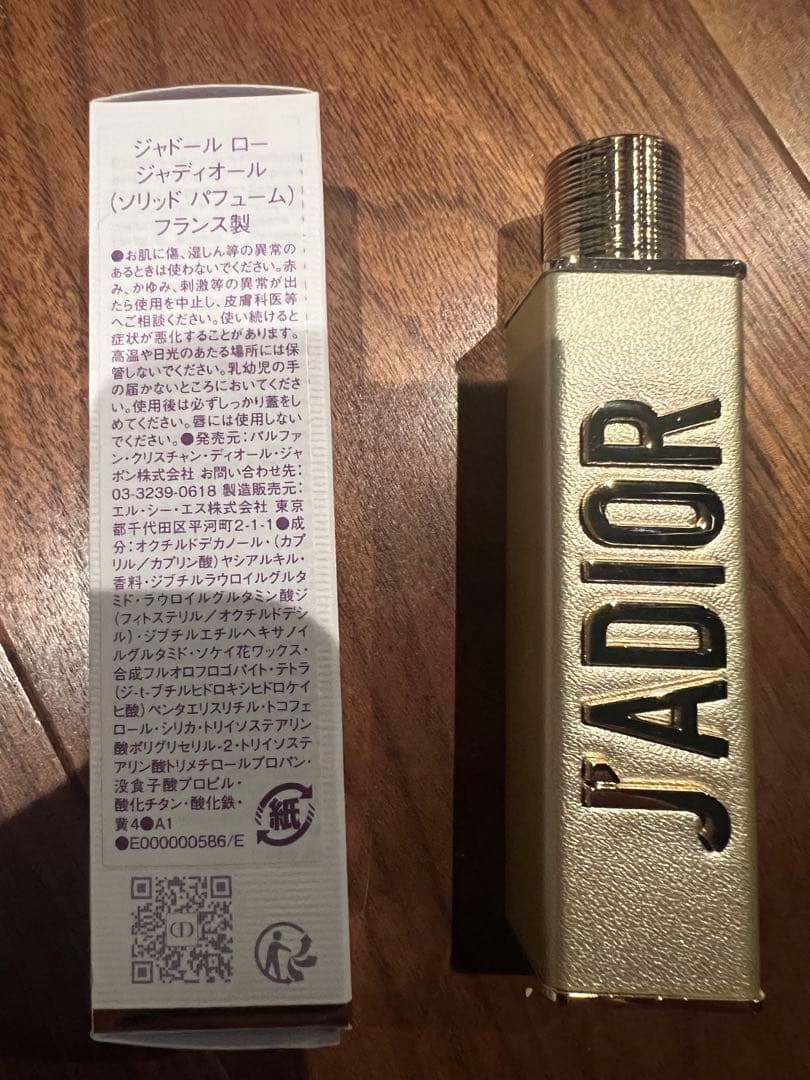 ジャドール ロー
ジャディオール
(ソリッド パフューム)
フランス製
●お肌に傷、湿しん等の異常の
あるときは使わないでください。赤
み、かゆみ、刺激等の異常が出
たら使用を中止し、皮膚科医等
へご相談ください。使い続けると
症状が悪化することがあります。
高温や日光のあたる場所には保
管しないでください。乳幼児の手
の届かないところにおいてくださ
い。使用後は必ずしっかり蓋をし
めてください。唇には使用しない
でください。●発売元:パルファ
ン・クリスチャン・ディオール・ジャ
ポン株式会社 お問い合わせ先:
03-3239-0618 製造販売元:
エル・シー・エス株式会社 東京
都千代田区平河町2-1-1●成
分:オクチルドデカノール・(カプ
リル/カプリン酸)ヤシアルキル・
香料・ジブチルラウロイルグルタ
ミド・ラウロイルグルタミン酸ジ
(フィトステリル/オクチルドデシ
ル)・ジブチルエチルヘキサノイ
ルグルタミド・ソケイ花ワックス・
合成フルオロフロゴパイト・テトラ
(ジ-t-ブチルヒドロキシヒドロケイ
ヒ酸)ペンタエリスリチル・トコフェ
ロール・シリカ・トリイソステアリン
酸ポリグリセリル-2・トリイソステ
アリン酸トリメチロールプロパン・
没食子酸プロピル・
酸化チタン・酸化鉄・
黄4●A1
●E000000586/E
紙
CD
J'ADIOR